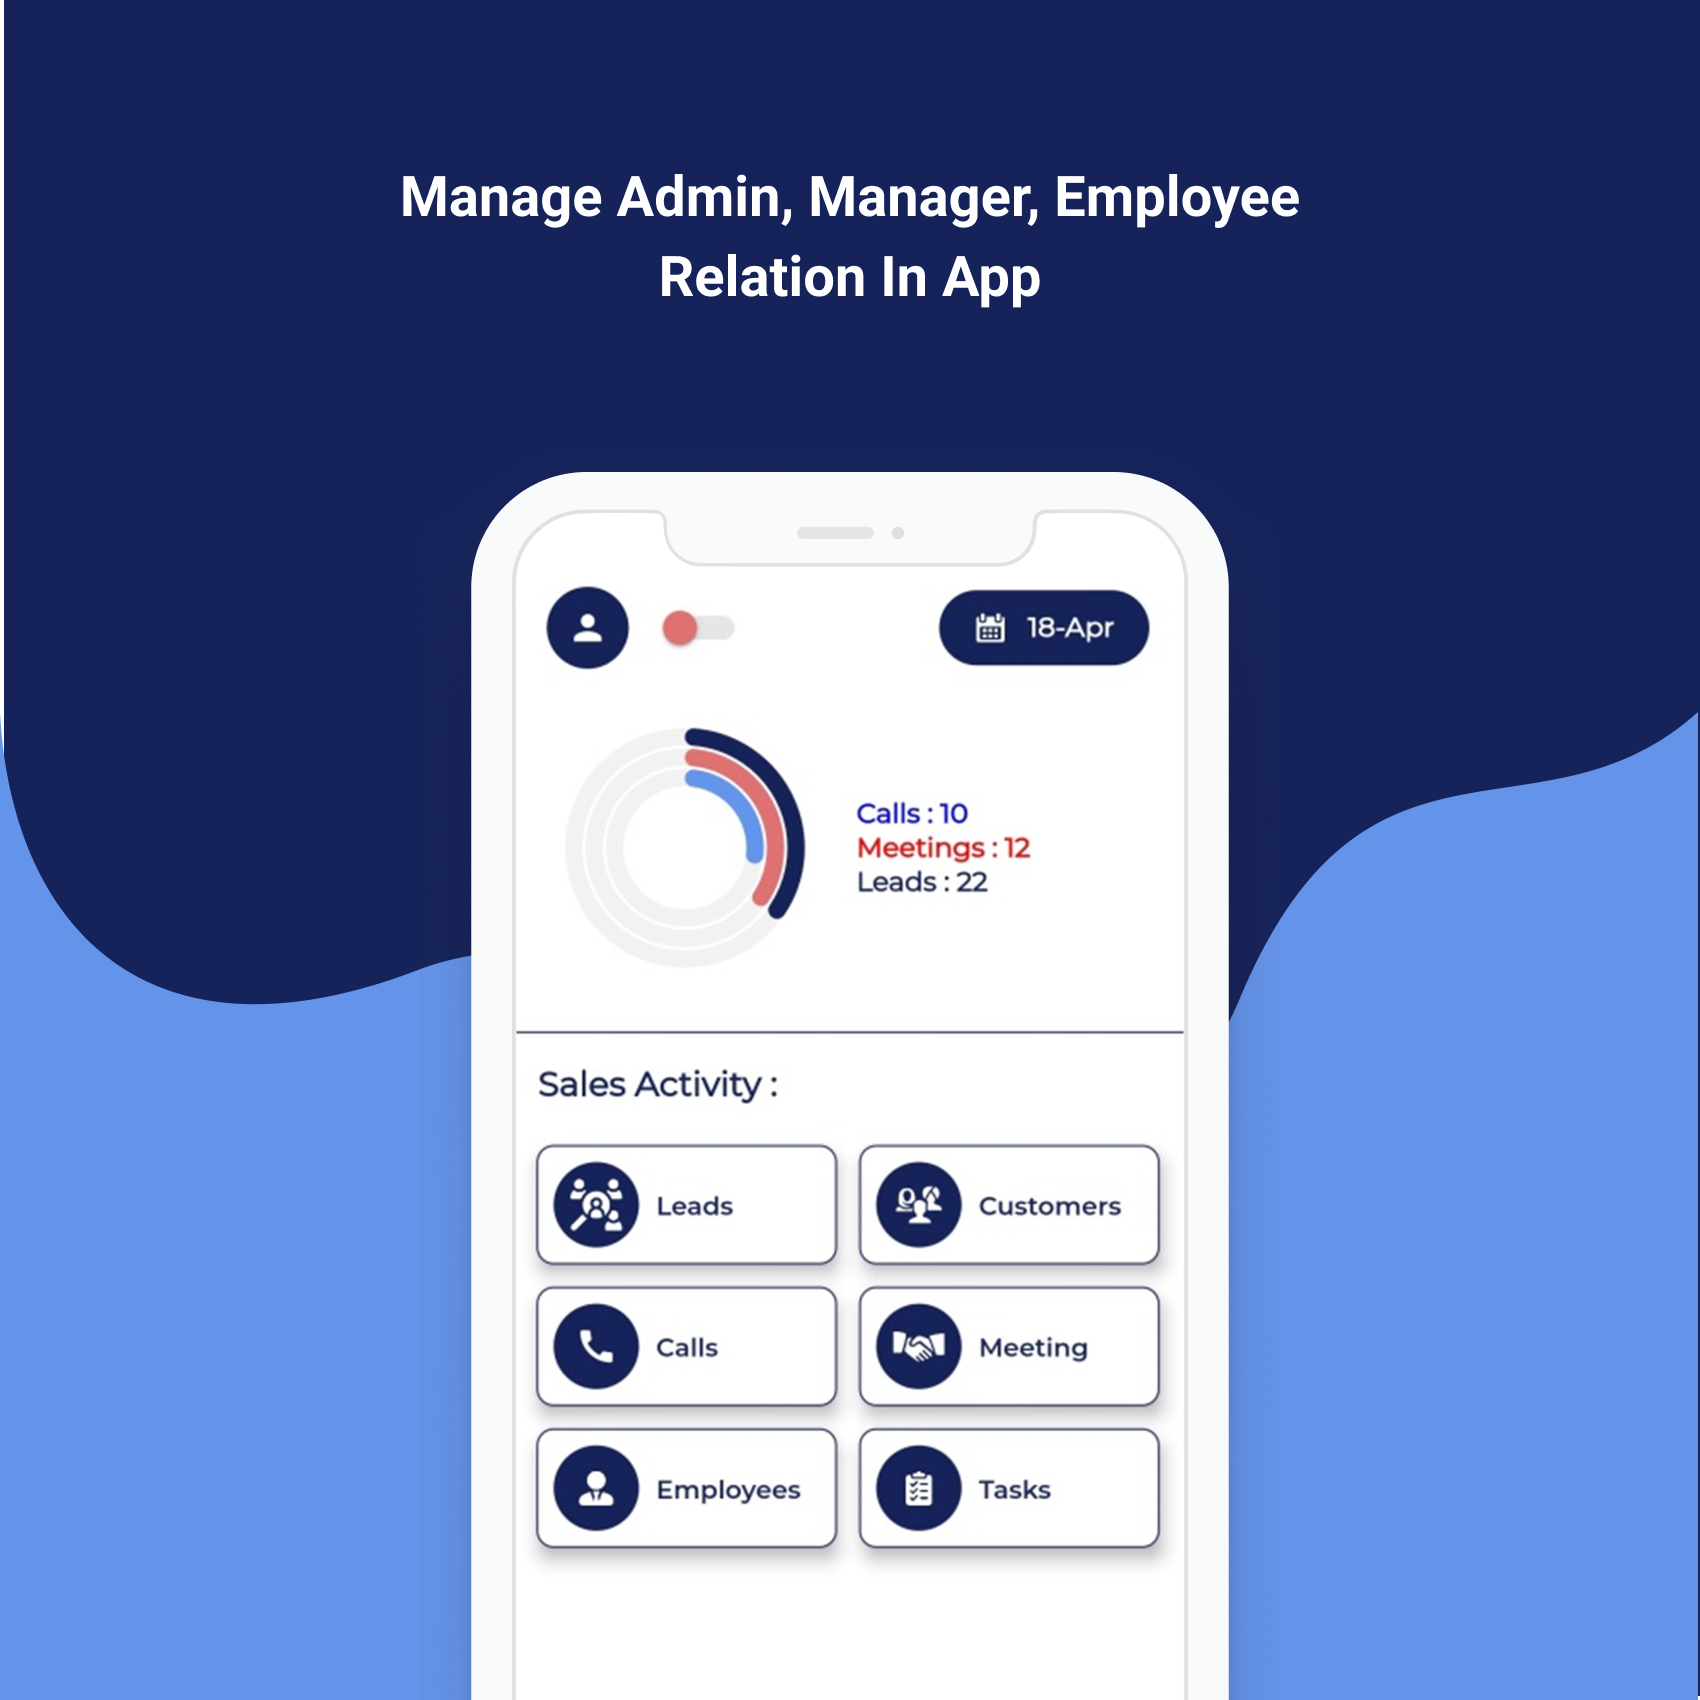 Manage Admin, Manager, Employee
Relation In App
18-Apr
Calls : 10
Meetings : 12
Leads : 22
Sales Activity :
Leads
Customers
Calls
Meeting
Employees
Tasks